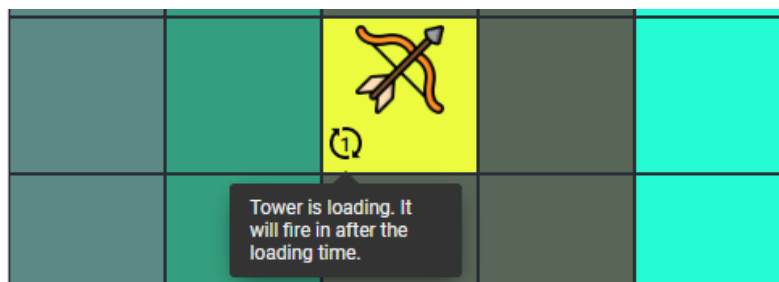 1
Tower is loading. It
will fire in after the
loading time.